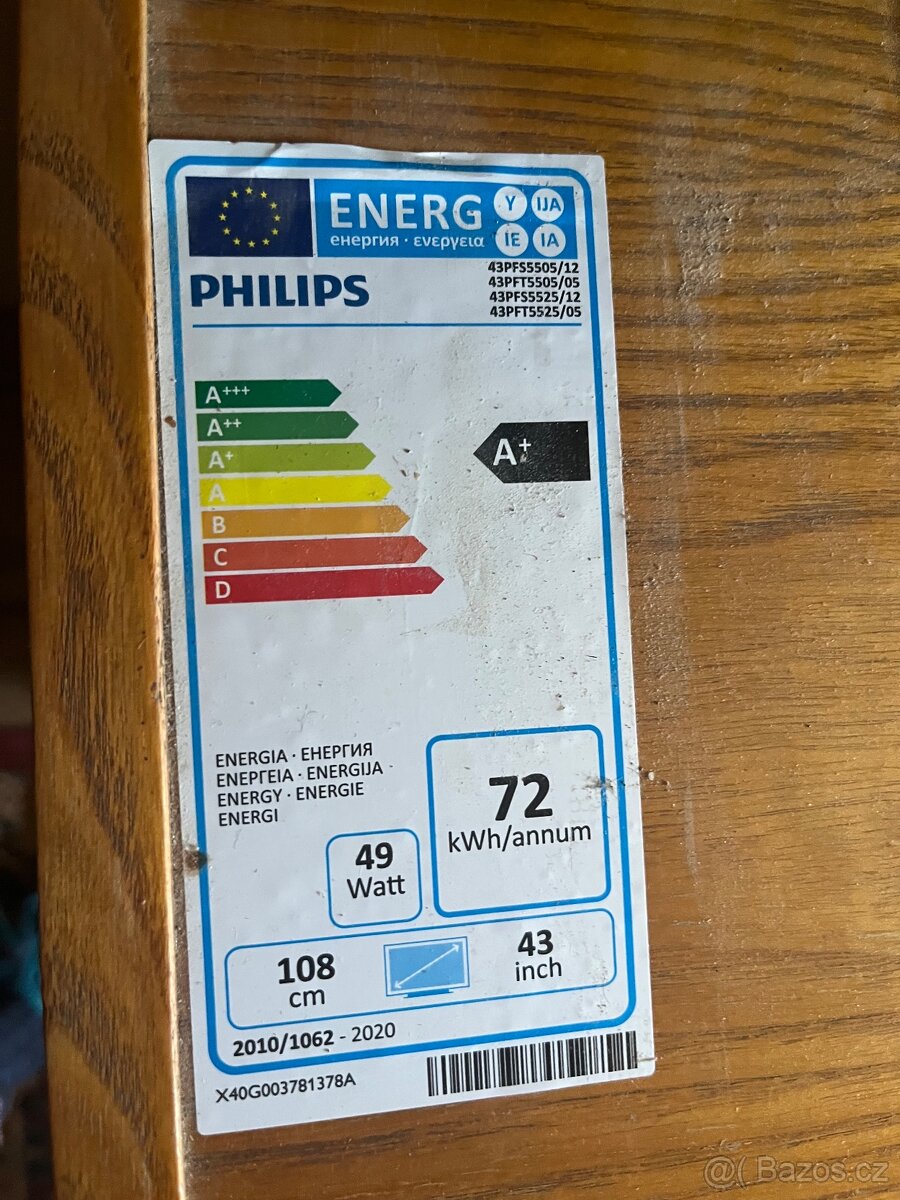 ENERG Y IJA
енергия · ενεργεια IE IA
PHILIPS
43PFS5505/12
43PFT5505/05
43PFS5525/12
43PFT5525/05
A+++
A++
A+
A
B
C
D
A+
ENERGIA · ЕНЕРГИЯ
ΕΝΕΡΓΕΙΑ · ENERGIJA
ENERGY · ENERGIE
ENERGI
72
kWh/annum
49
Watt
108
cm
43
inch
2010/1062 - 2020
X40G003781378A
@( Bazos.cz